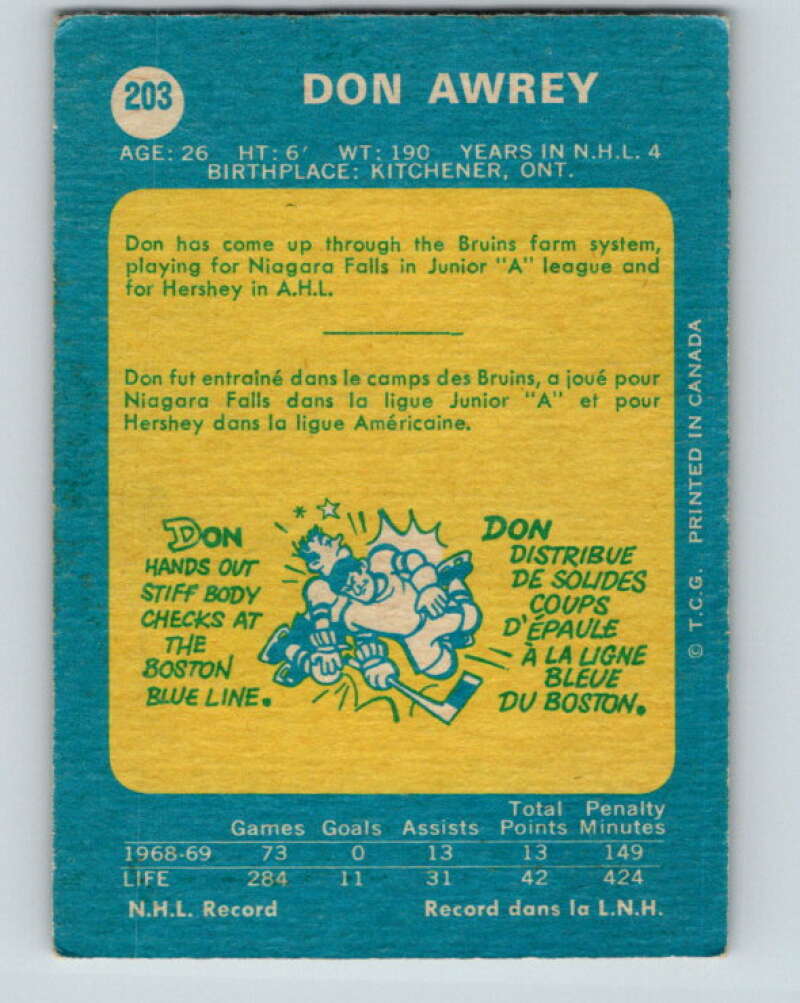 203
DON AWREY
AGE: 26 HT: 6' WT: 190 YEARS IN N.H.L. 4
BIRTHPLACE: KITCHENER, ONT.
Don has come up through the Bruins farm system,
playing for Niagara Falls in Junior "A" league and
for Hershey in A.H.L.
Don fut entraîné dans le camps des Bruins, a joué pour
Niagara Falls dans la ligue Junior "A" et pour
Hershey dans la ligue Américaine.
DON
HANDS OUT
STIFF BODY
CHECKS AT
THE
BOSTON
BLUE LINE.
DON
DISTRIBUE
DE SOLIDES
COUPS
D'ÉPAULE
À LA LIGNE
BLEUE
DU BOSTON.
© T.C.G. PRINTED IN CANADA
Total Penalty
Games Goals Assists Points Minutes
1968-69 73 0 13 13 149
LIFE 284 11 31 42 424
N.H.L. Record Record dans la L.N.H.